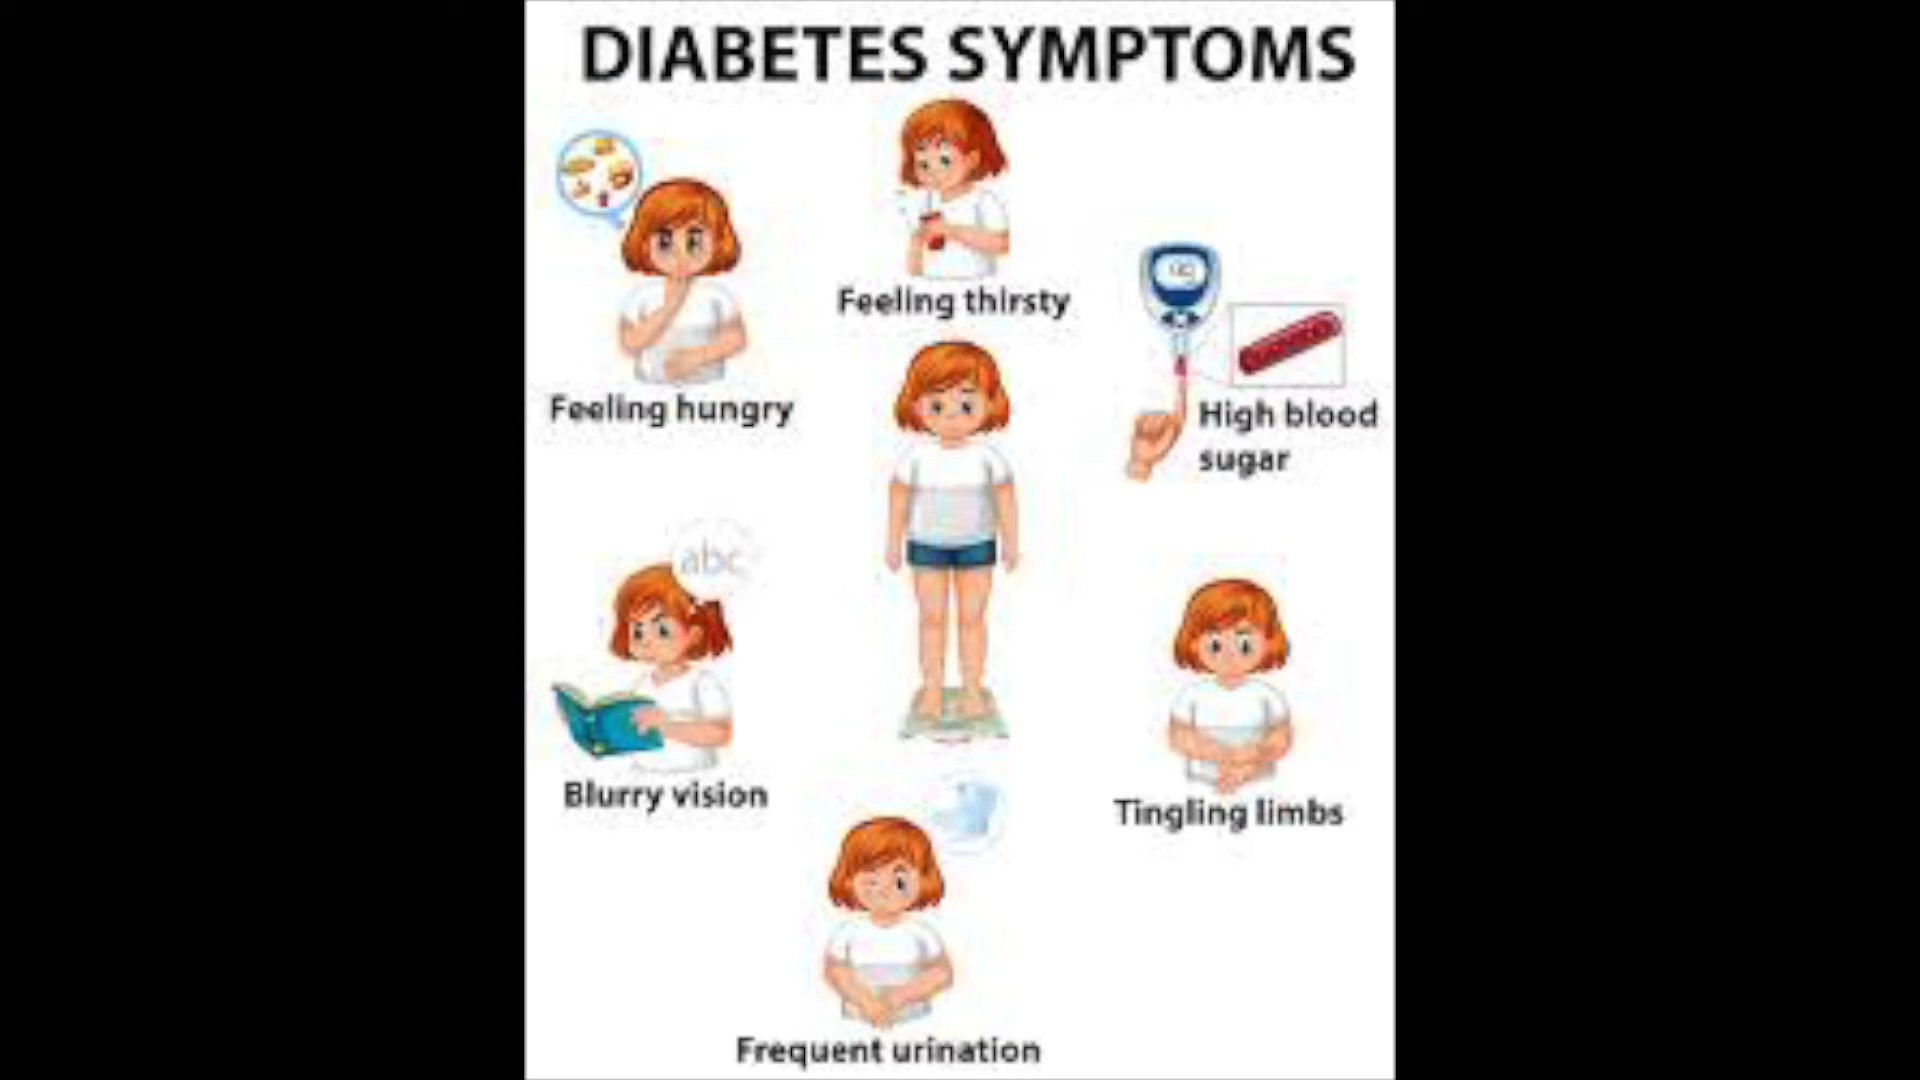 DIABETES SYMPTOMS
Feeling thirsty
Feeling hungry
High blood
sugar
abc
Blurry vision
Tingling limbs
Frequent urination